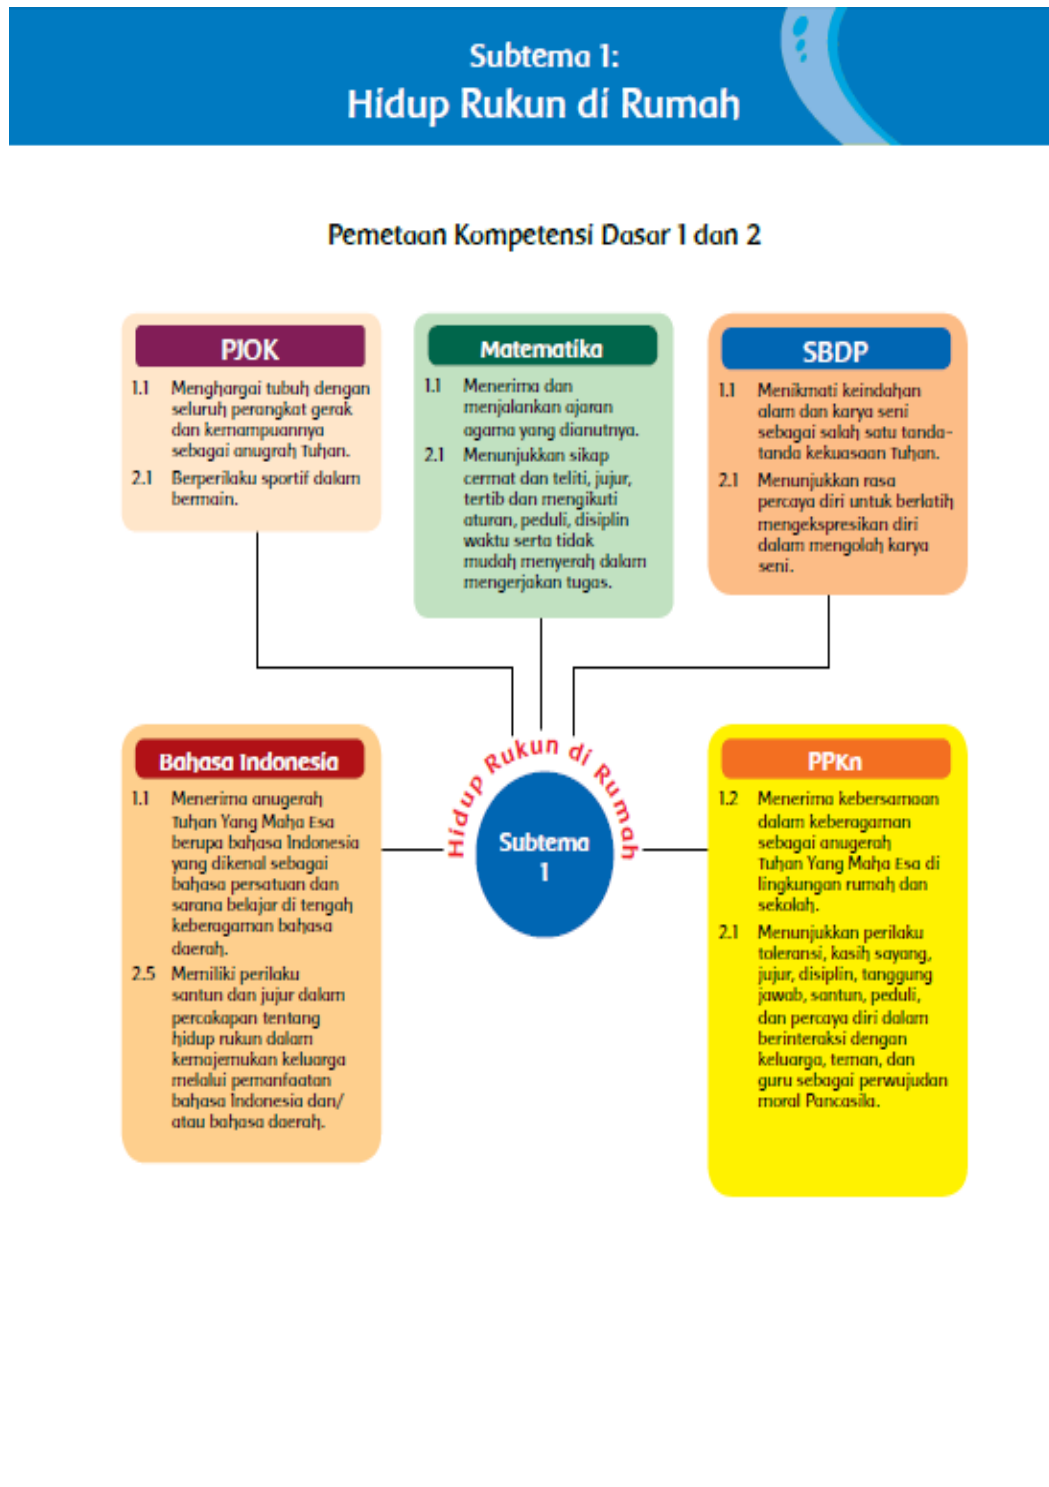 Subtema 1:
Hidup Rukun di Rumah
Pemetaan Kompetensi Dasar 1 dan 2
PJOK
1.1 Menghargai tubuh dengan
seluruh perangkat gerak
dan kemampuannya
sebagai anugrah Tuhan.
2.1 Berperilaku sportif dalam
bermain.
Matematika
1.1 Menerima dan
menjalankan ajaran
agama yang dianutnya.
2.1 Menunjukkan sikap
cermat dan teliti, jujur,
tertib dan mengikuti
aturan, peduli, disiplin
waktu serta tidak
mudah menyerah dalam
mengerjakan tugas.
SBDP
1.1 Menikmati keindahan
alam dan karya seni
sebagai salah satu tanda-
tanda kekuasaan Tuhan.
2.1 Menunjukkan rasa
percaya diri untuk berlatih
mengekspresikan diri
dalam mengolah karya
seni.
Bahasa Indonesia
1.1 Menerima anugerah
Tuhan Yang Maha Esa
berupa bahasa Indonesia
yang dikenal sebagai
bahasa persatuan dan
sarana belajar di tengah
keberagaman bahasa
daerah.
2.5 Memiliki perilaku
santun dan jujur dalam
percakapan tentang
hidup rukun dalam
kemajemukan keluarga
melalui pemanfaatan
bahasa Indonesia dan/
atau bahasa daerah.
Hidup Rukun di Rumah
Subtema
1
PPKn
1.2 Menerima kebersamaan
dalam keberagaman
sebagai anugerah
Tuhan Yang Maha Esa di
lingkungan rumah dan
sekolah.
2.1 Menunjukkan perilaku
toleransi, kasih sayang,
jujur, disiplin, tanggung
jawab, santun, peduli,
dan percaya diri dalam
berinteraksi dengan
keluarga, teman, dan
guru sebagai perwujudan
moral Pancasila.